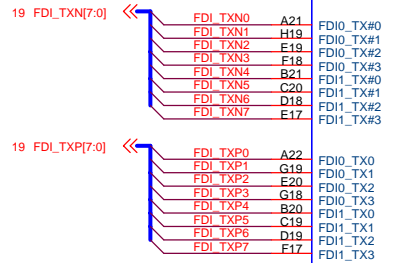 19 FDI_TXN[7:0]
FDI_TXN0 A21 FDI0_TX#0
FDI_TXN1 H19 FDI0_TX#1
FDI_TXN2 E19 FDI0_TX#2
FDI_TXN3 F18 FDI0_TX#3
FDI_TXN4 B21 FDI1_TX#0
FDI_TXN5 C20 FDI1_TX#1
FDI_TXN6 D18 FDI1_TX#2
FDI_TXN7 E17 FDI1_TX#3
19 FDI_TXP[7:0]
FDI_TXP0 A22 FDI0_TX0
FDI_TXP1 G19 FDI0_TX1
FDI_TXP2 E20 FDI0_TX2
FDI_TXP3 G18 FDI0_TX3
FDI_TXP4 B20 FDI1_TX0
FDI_TXP5 C19 FDI1_TX1
FDI_TXP6 D19 FDI1_TX2
FDI_TXP7 F17 FDI1_TX3